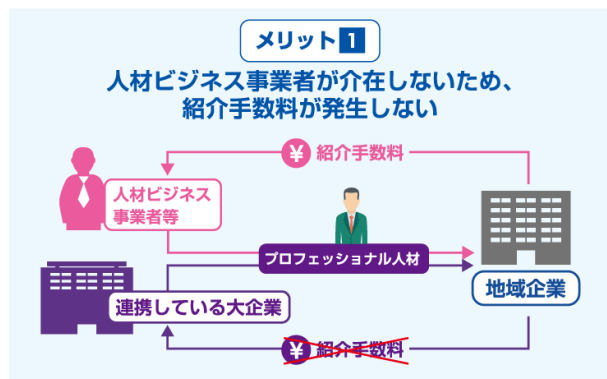 メリット1
人材ビジネス事業者が介在しないため、
紹介手数料が発生しない
¥ 紹介手数料
人材ビジネス
事業者等
プロフェッショナル人材
地域企業
連携している大企業
¥ 紹介手数料